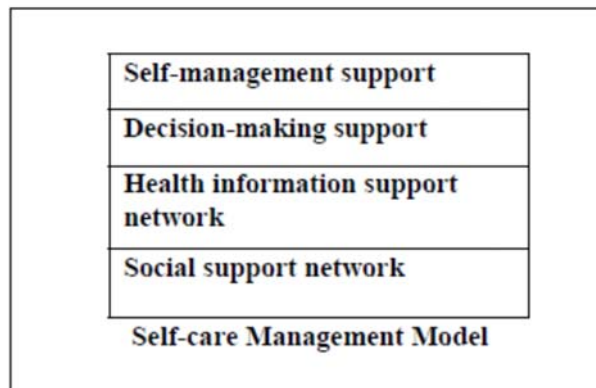 Self-management support
Decision-making support
Health information support
network
Social support network
Self-care Management Model